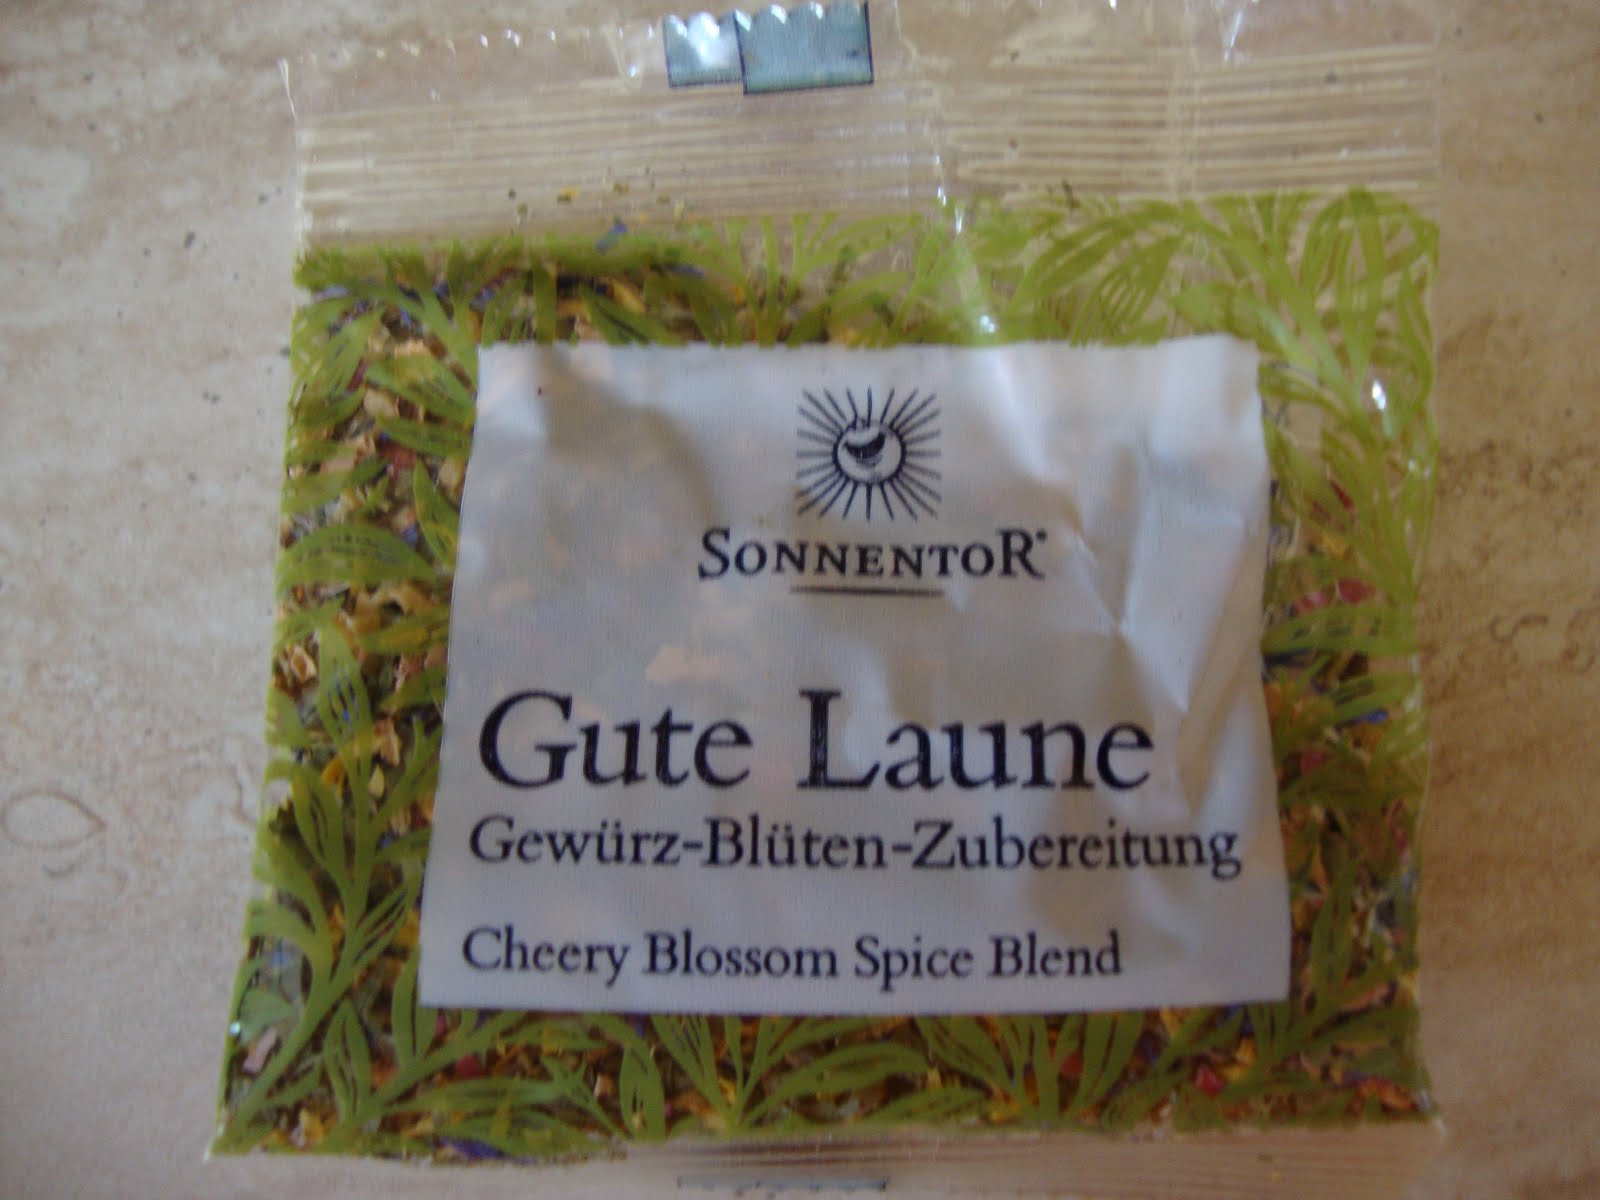 SONNENTOR®
Gute Laune
Gewürz-Blüten-Zubereitung
Cheery Blossom Spice Blend